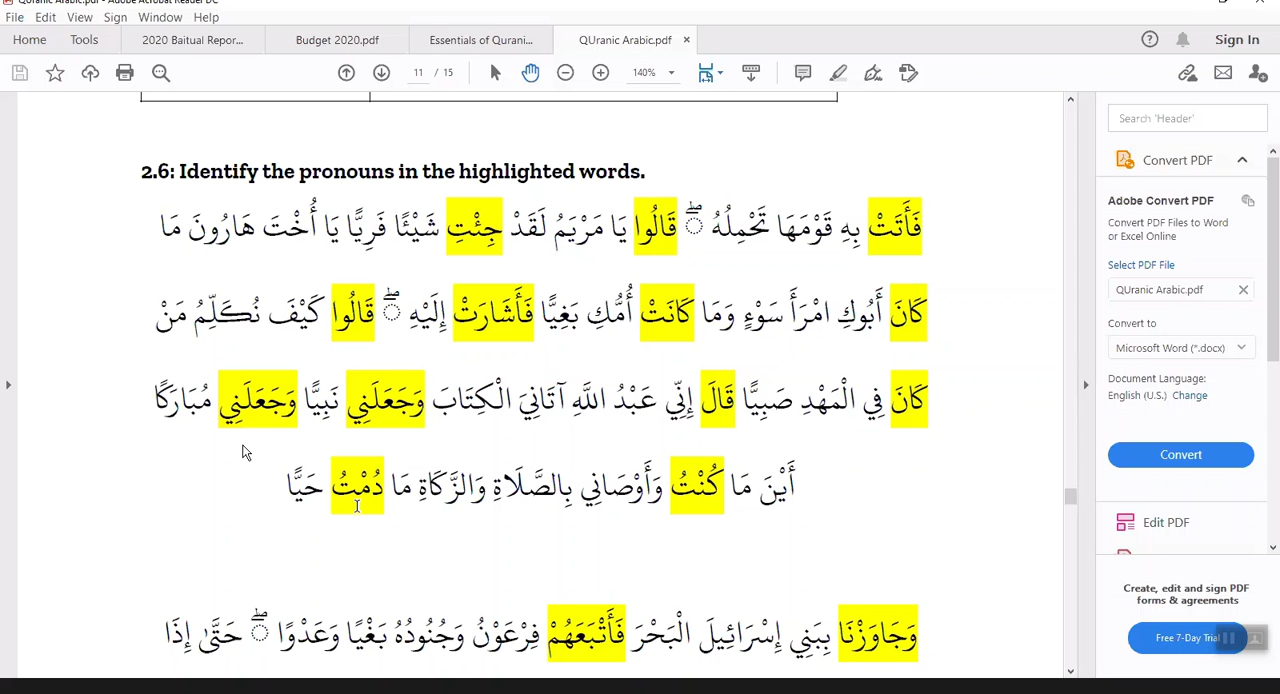 QUranic Arabic.pdf - Adobe Acrobat Reader DC
File Edit View Sign Window Help
Home Tools 2020 Baitual Repor... Budget 2020.pdf Essentials of Qurani... QUranic Arabic.pdf × Sign In
11 / 15 140%
Search 'Header'
Convert PDF
Adobe Convert PDF
Convert PDF Files to Word
or Excel Online
Select PDF File
QUranic Arabic.pdf
Convert to
Microsoft Word (*.docx)
Document Language:
English (U.S.) Change
Convert
Edit PDF
Create, edit and sign PDF
forms & agreements
Free 7-Day Trial
2.6: Identify the pronouns in the highlighted words.
فَأَتَتْ بِهِ قَوْمَهَا تَحْمِلُهُ ۖ قَالُوا يَا مَرْيَمُ لَقَدْ جِئْتِ شَيْئًا فَرِيًّا يَا أُخْتَ هَارُونَ مَا
كَانَ أَبُوكِ امْرَأَ سَوْءٍ وَمَا كَانَتْ أُمُّكِ بَغِيًّا فَأَشَارَتْ إِلَيْهِ ۖ قَالُوا كَيْفَ نُكَلِّمُ مَنْ
كَانَ فِي الْمَهْدِ صَبِيًّا قَالَ إِنِّي عَبْدُ اللَّهِ آتَانِيَ الْكِتَابَ وَجَعَلَنِي نَبِيًّا وَجَعَلَنِي مُبَارَكًا
أَيْنَ مَا كُنْتُ وَأَوْصَانِي بِالصَّلَاةِ وَالزَّكَاةِ مَا دُمْتُ حَيًّا
وَجَاوَزْنَا بِبَنِي إِسْرَائِيلَ الْبَحْرَ فَأَتْبَعَهُمْ فِرْعَوْنُ وَجُنُودُهُ بَغْيًا وَعَدْوًا ۖ حَتَّىٰ إِذَا